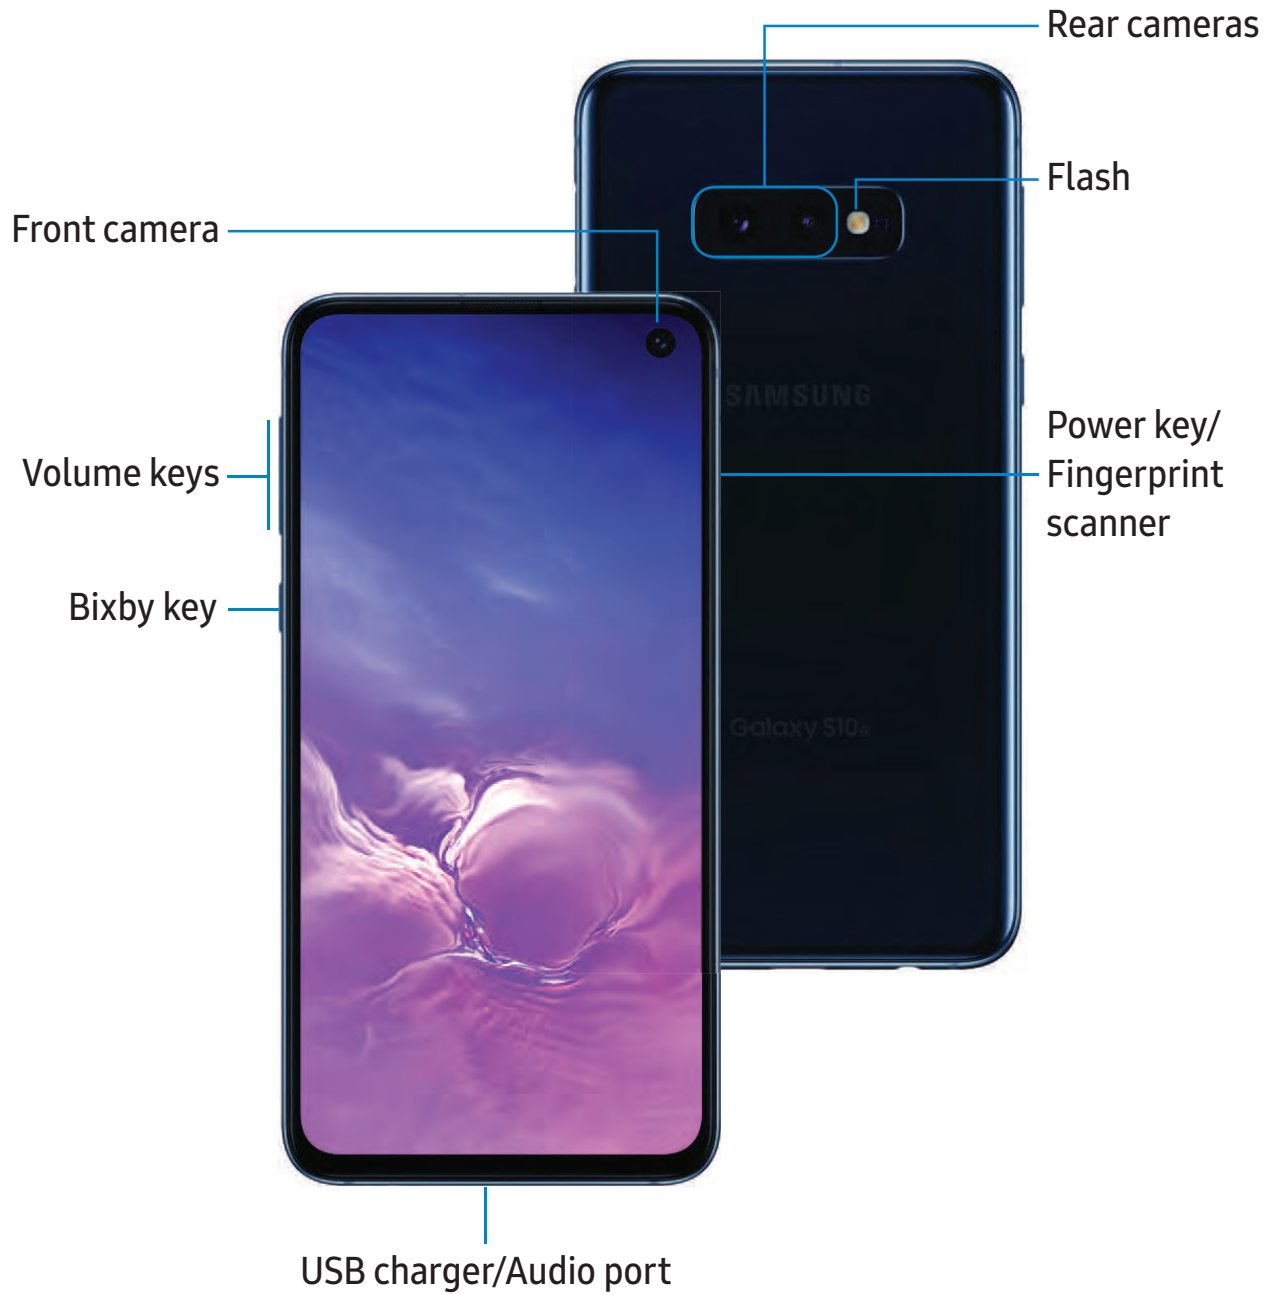 Rear cameras
Flash
Front camera
SAMSUNG
Power key/
Fingerprint
scanner
Volume keys
Bixby key
Galaxy S10e
USB charger/Audio port